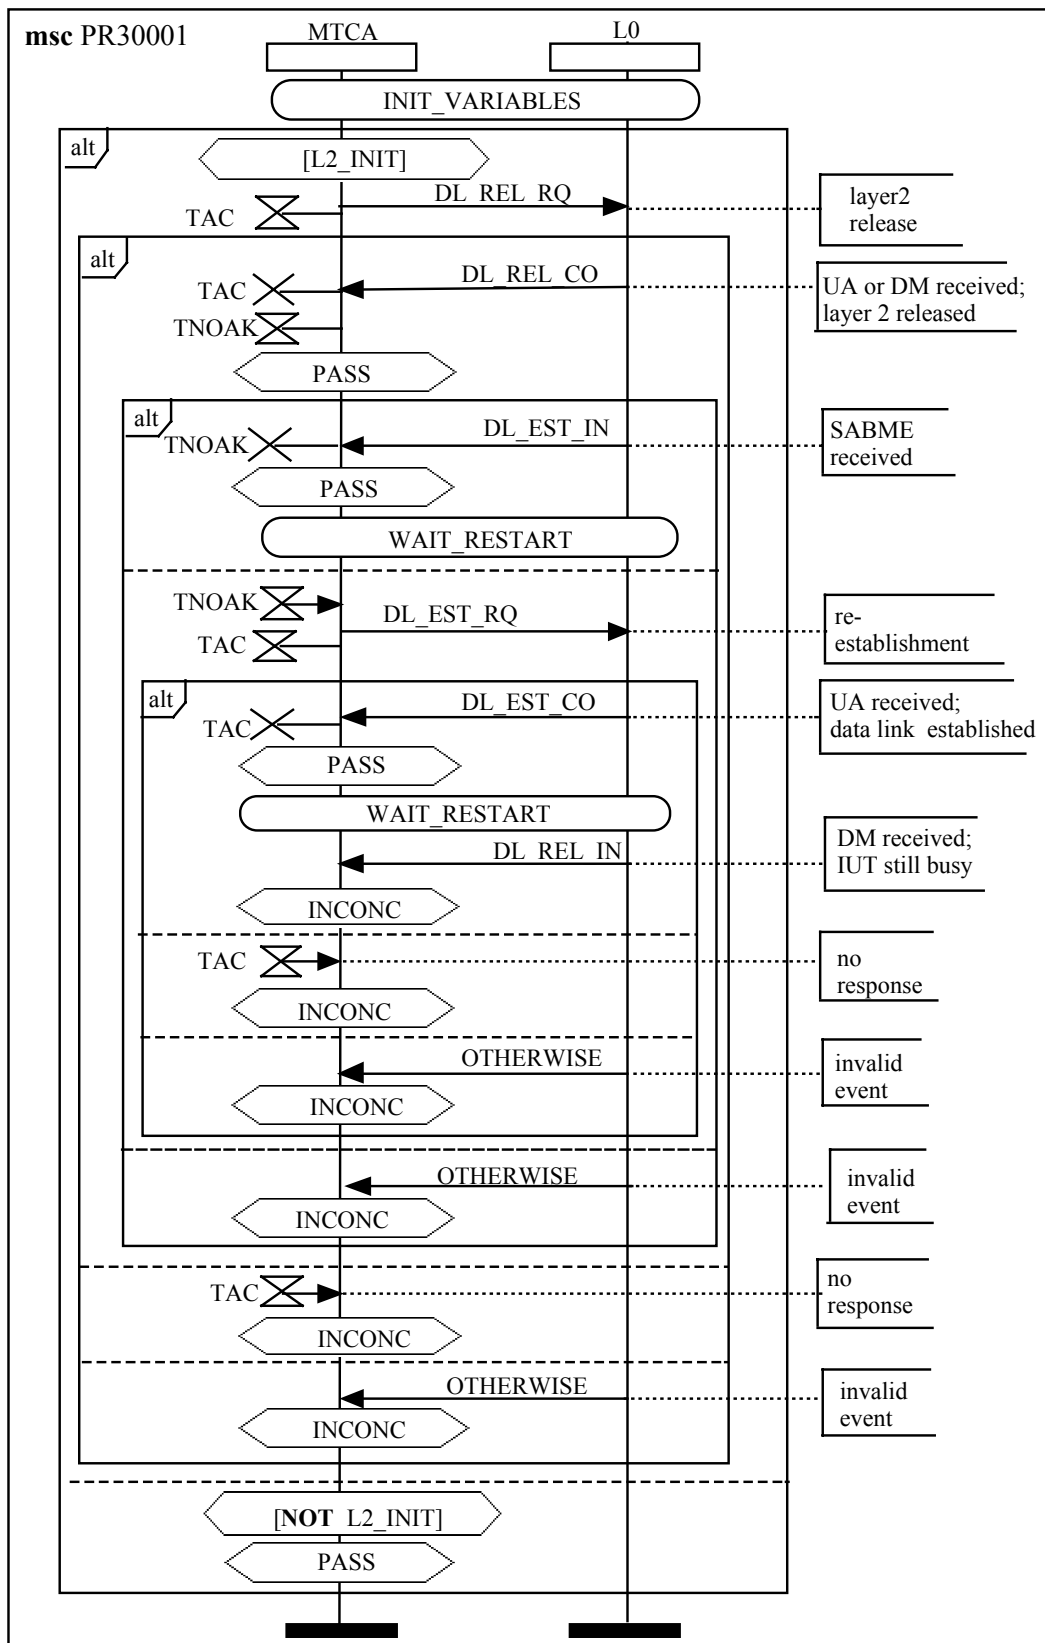 msc PR30001
MTCA
L0
INIT_VARIABLES
alt
[L2_INIT]
TAC
DL_REL_RQ
layer2
release
alt
TAC
DL_REL_CO
UA or DM received;
layer 2 released
TNOAK
PASS
alt
TNOAK
DL_EST_IN
SABME
received
PASS
WAIT_RESTART
TNOAK
DL_EST_RQ
re-
establishment
TAC
alt
DL_EST_CO
UA received;
data link established
TAC
PASS
WAIT_RESTART
DL_REL_IN
DM received;
IUT still busy
INCONC
TAC
no
response
INCONC
OTHERWISE
invalid
event
INCONC
OTHERWISE
invalid
event
INCONC
TAC
no
response
INCONC
OTHERWISE
invalid
event
INCONC
[NOT L2_INIT]
PASS